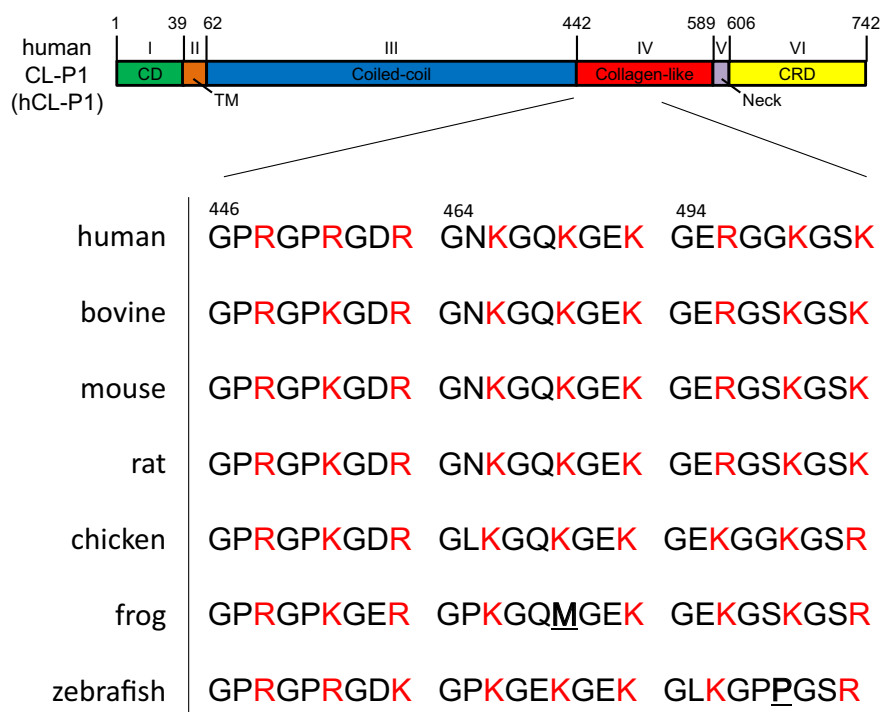 1 39 62 442 589 606 742
human I II III IV V VI
CL-P1 CD Coiled-coil Collagen-like CRD
(hCL-P1) TM Neck
446 464 494
human GPRGPRGDR GNKGQKGEK GERGGKGSK
bovine GPRGPKGDR GNKGQKGEK GERGSKGSK
mouse GPRGPKGDR GNKGQKGEK GERGSKGSK
rat GPRGPKGDR GNKGQKGEK GERGSKGSK
chicken GPRGPKGDR GLKGQKGEK GEKGGKGSR
frog GPRGPKGER GPKGQMGEK GEKGSKGSR
zebrafish GPRGPRGDK GPKGEKGEK GLKGPPGSR